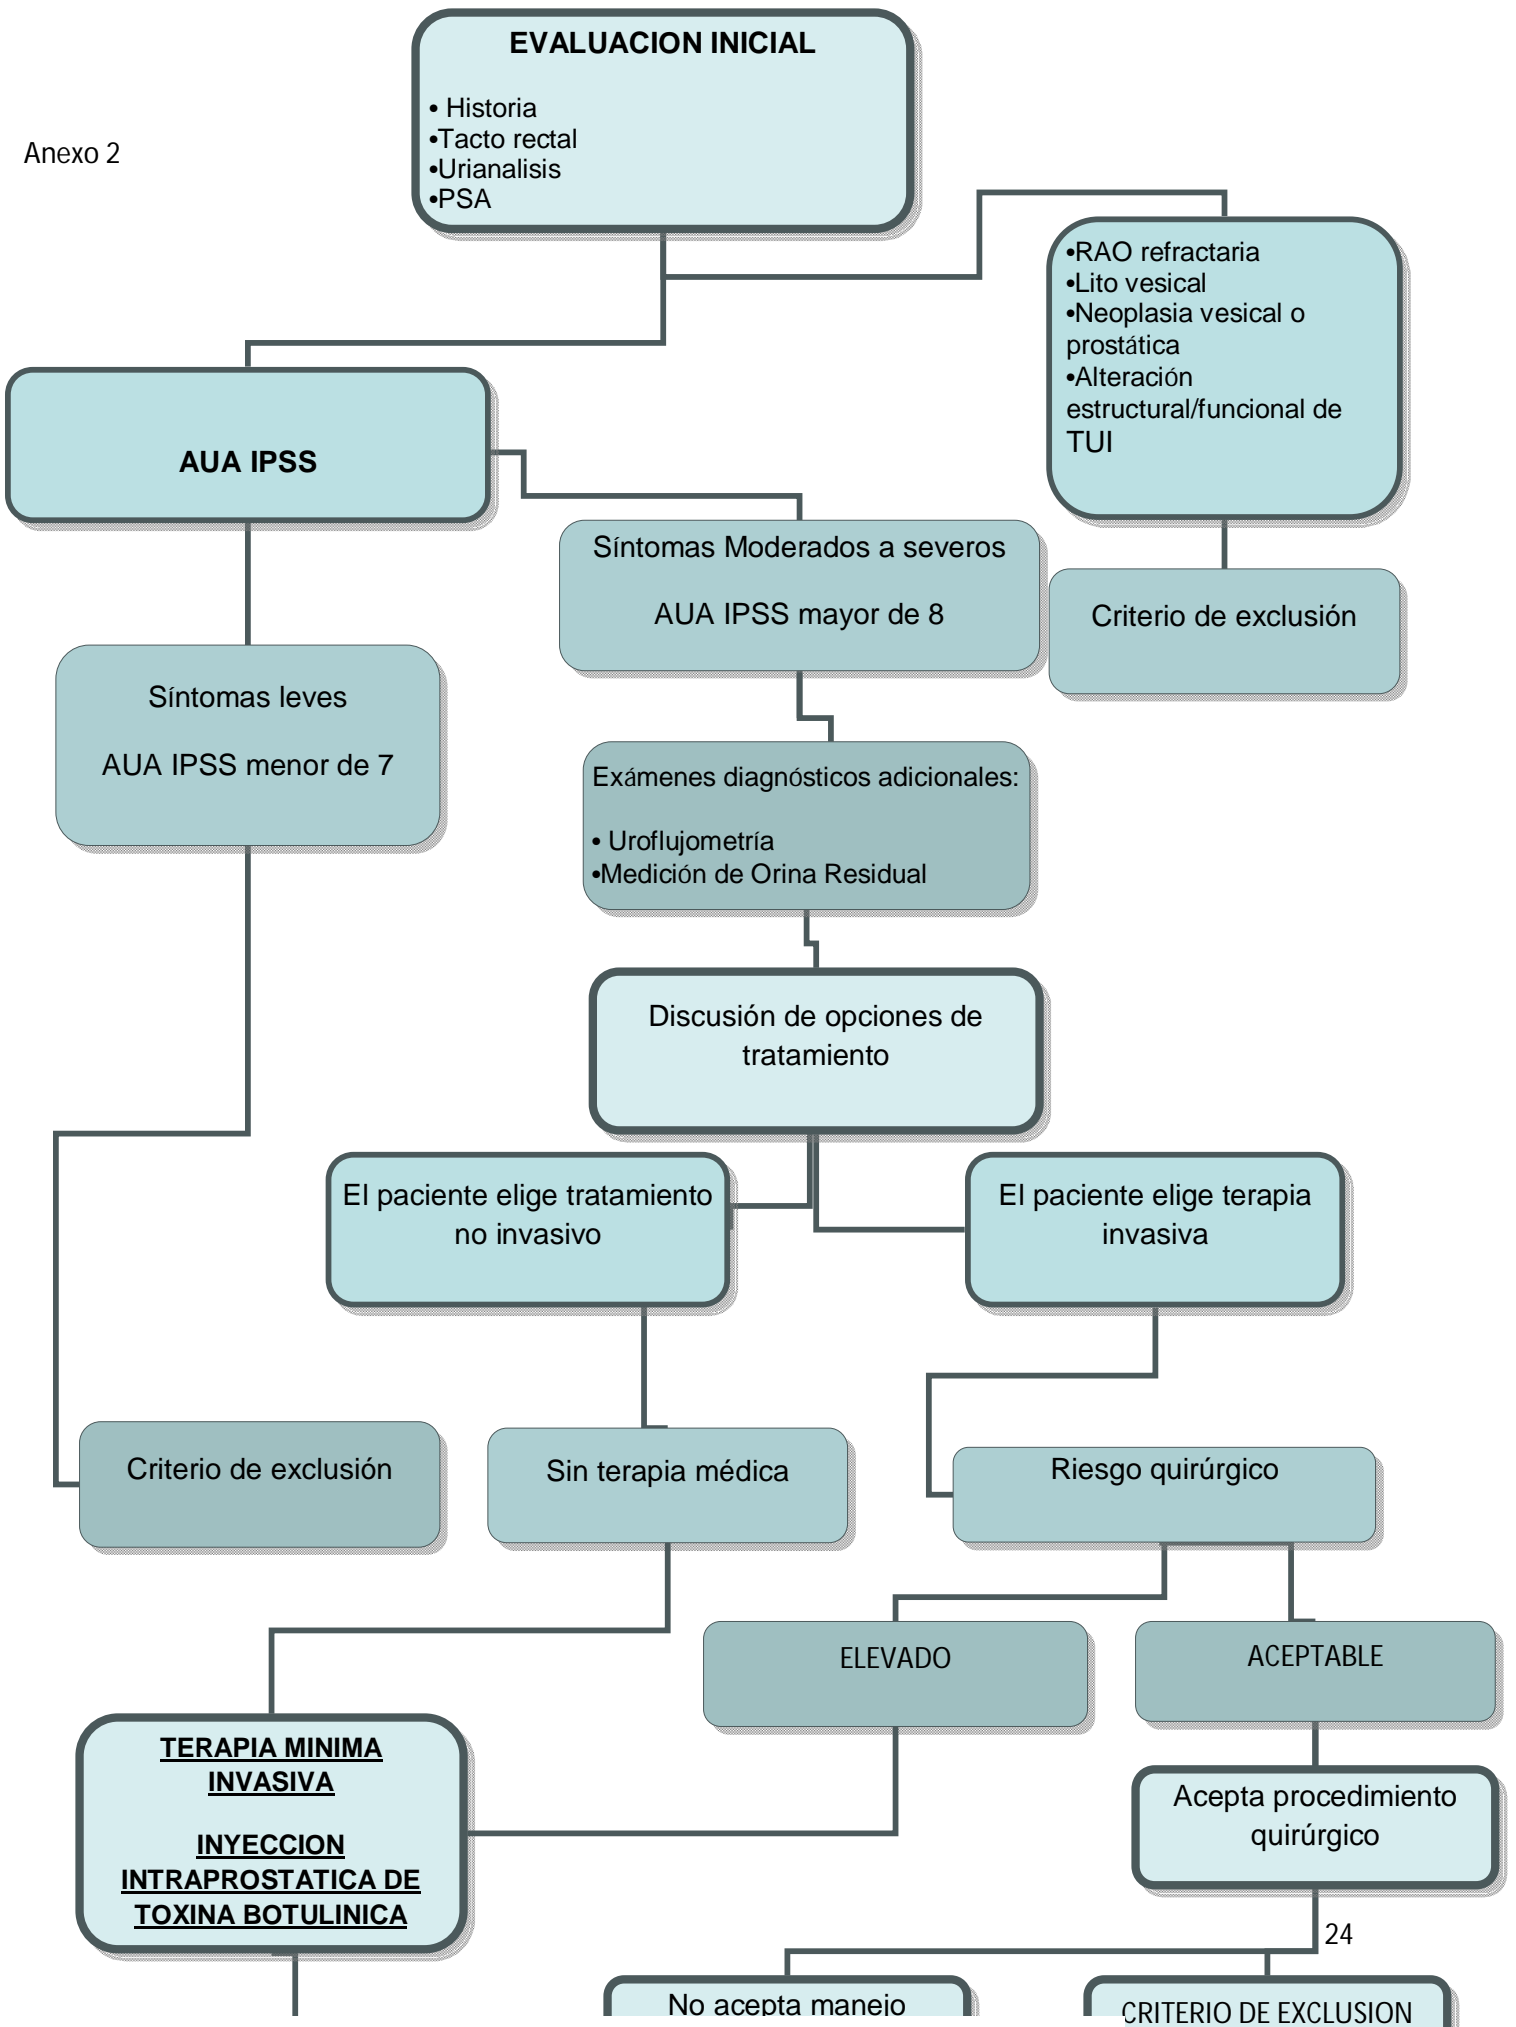 EVALUACION INICIAL
• Historia
•Tacto rectal
•Urianalisis
•PSA
Anexo 2
•RAO refractaria
•Lito vesical
•Neoplasia vesical o
prostática
•Alteración
estructural/funcional de
TUI
AUA IPSS
Síntomas Moderados a severos
AUA IPSS mayor de 8
Criterio de exclusión
Síntomas leves
AUA IPSS menor de 7
Exámenes diagnósticos adicionales:
• Uroflujometría
•Medición de Orina Residual
Discusión de opciones de
tratamiento
El paciente elige tratamiento
no invasivo
El paciente elige terapia
invasiva
Criterio de exclusión
Sin terapia médica
Riesgo quirúrgico
ELEVADO
ACEPTABLE
TERAPIA MINIMA
INVASIVA
INYECCION
INTRAPROSTATICA DE
TOXINA BOTULINICA
Acepta procedimiento
quirúrgico
24
No acepta manejo
CRITERIO DE EXCLUSION